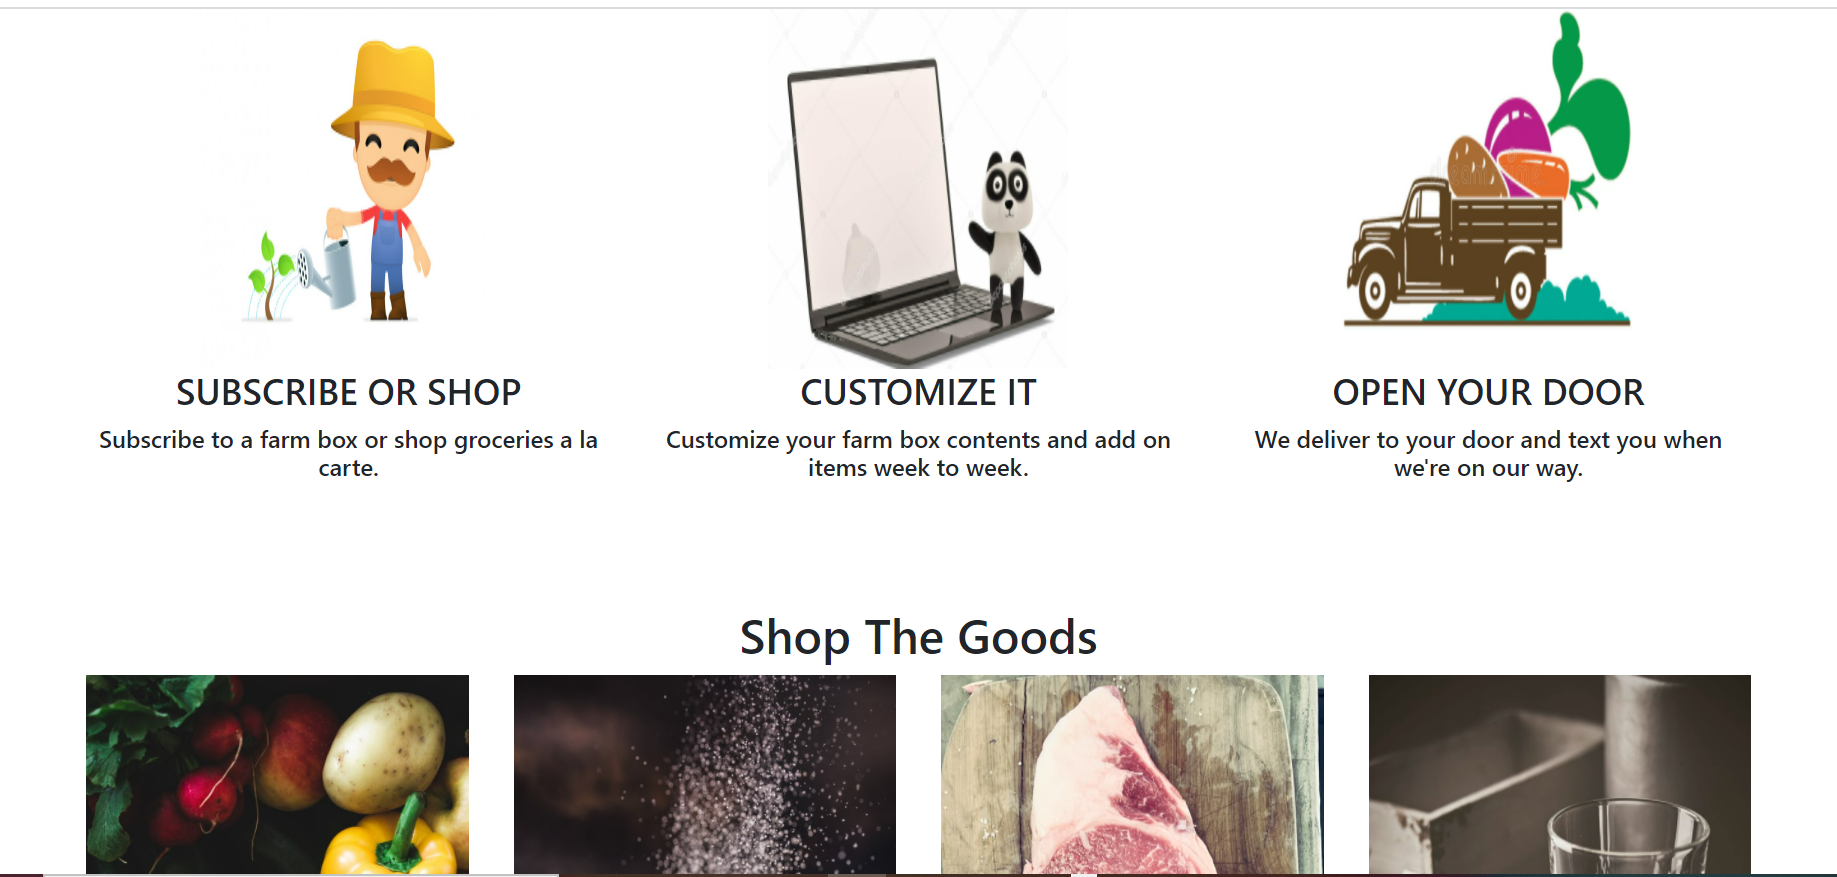 SUBSCRIBE OR SHOP
Subscribe to a farm box or shop groceries a la
carte.
CUSTOMIZE IT
Customize your farm box contents and add on
items week to week.
OPEN YOUR DOOR
We deliver to your door and text you when
we're on our way.
Shop The Goods